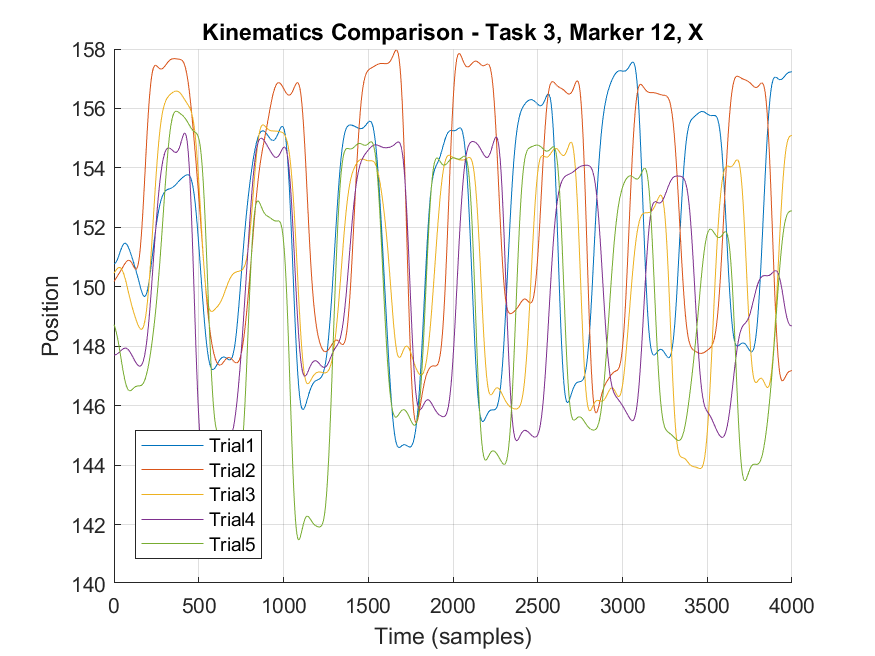 Kinematics Comparison - Task 3, Marker 12, X
158
156
154
152
150
148
146
144
142
140
Position
Trial1
Trial2
Trial3
Trial4
Trial5
0 500 1000 1500 2000 2500 3000 3500 4000
Time (samples)